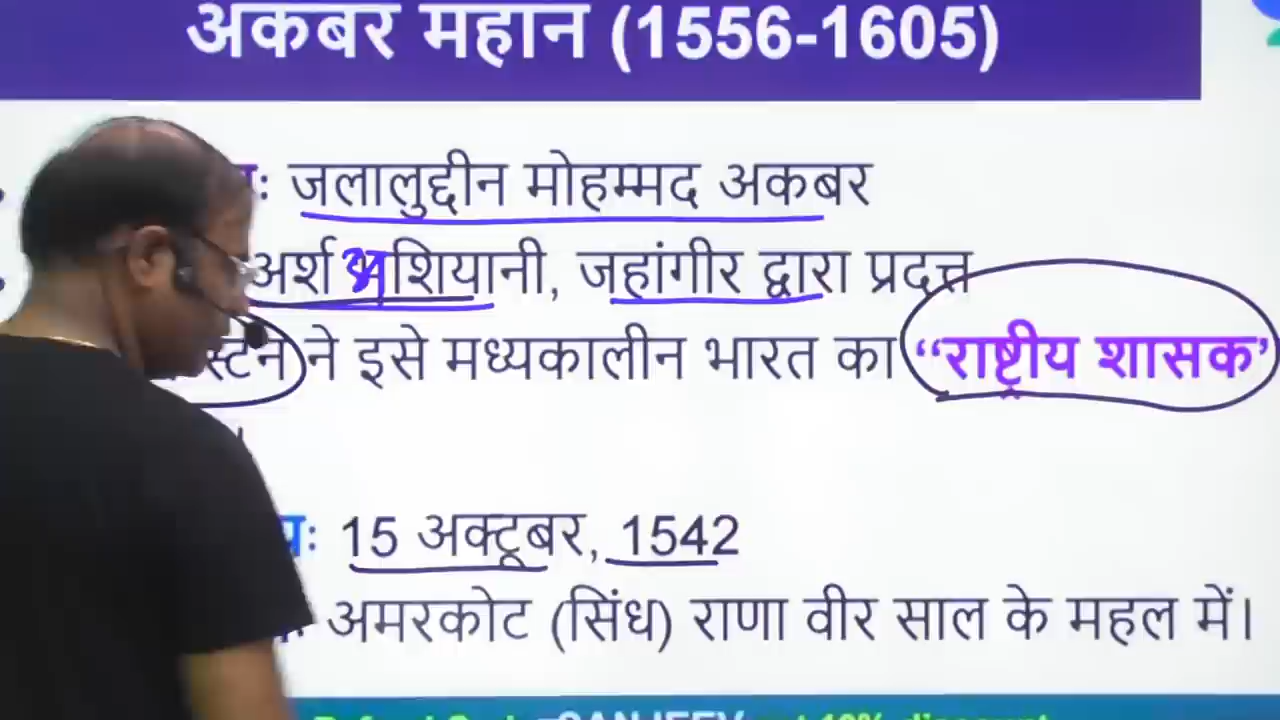 अकबर महान (1556-1605)
जलालुद्दीन मोहम्मद अकबर
अर्श अशियानी, जहांगीर द्वारा प्रदत्त
ने इसे मध्यकालीन भारत का “राष्ट्रीय शासक’
15 अक्टूबर, 1542
अमरकोट (सिंध) राणा वीर साल के महल में।